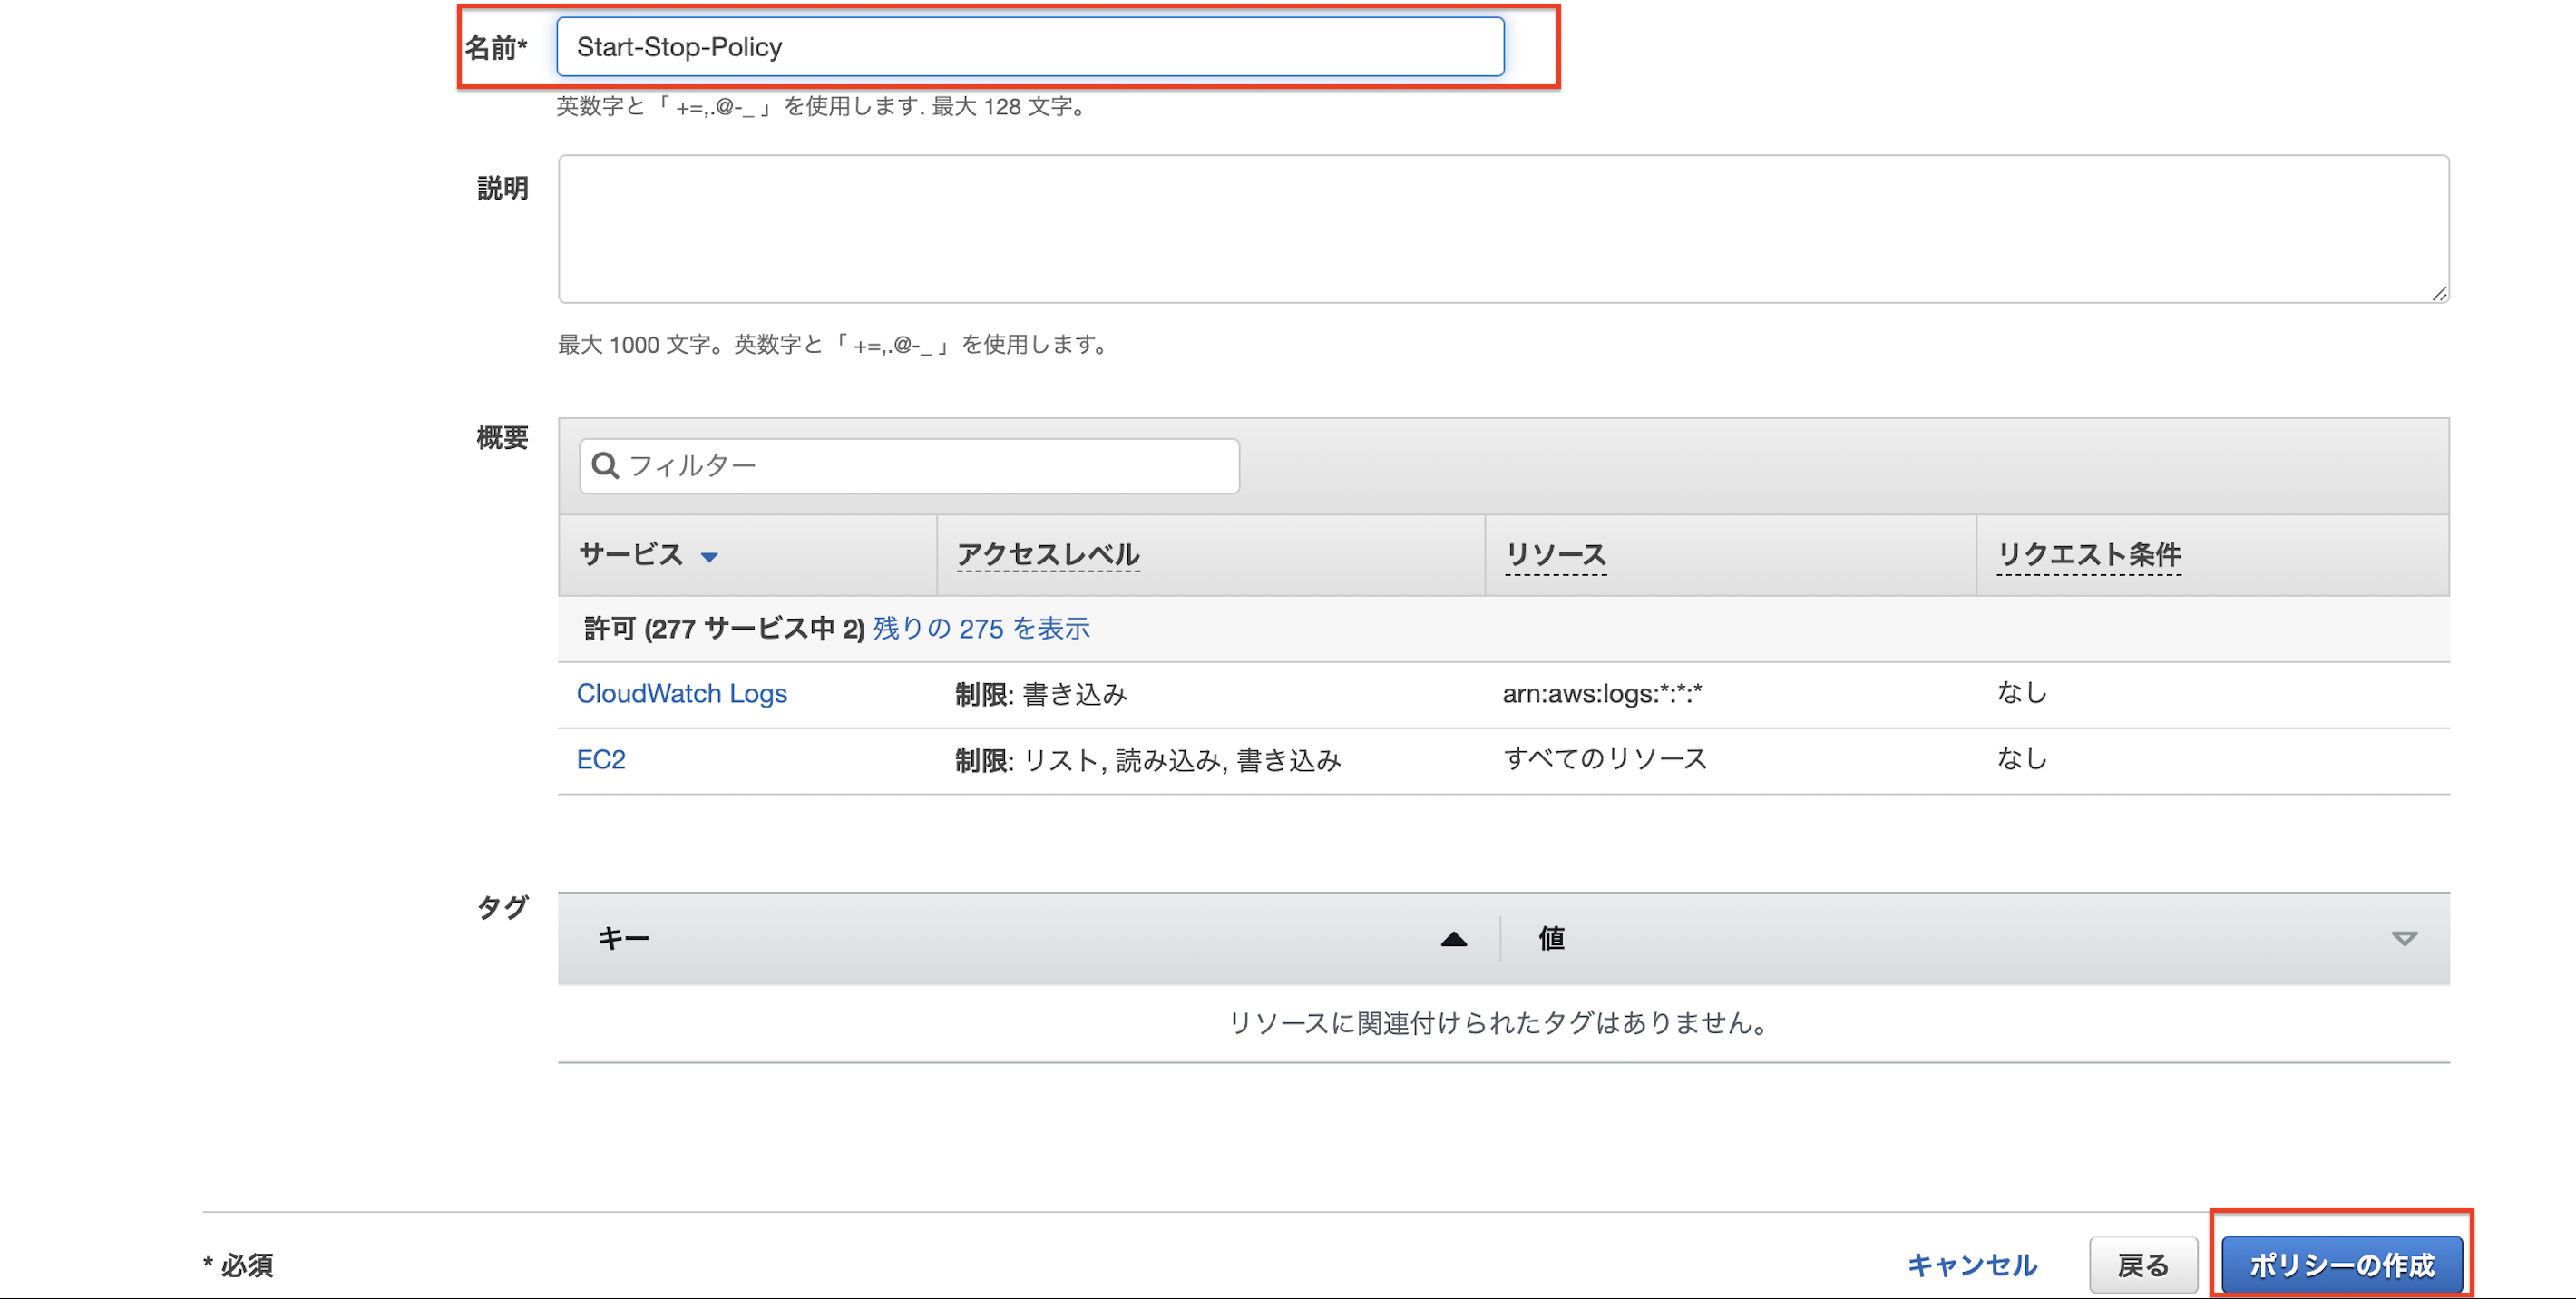 名前* Start-Stop-Policy
英数字と「 +=,.@-_ 」を使用します. 最大 128 文字。
説明
最大 1000 文字。英数字と「 +=,.@-_ 」を使用します。
概要 フィルター
サービス アクセスレベル リソース リクエスト条件
許可 (277 サービス中 2) 残りの 275 を表示
CloudWatch Logs 制限: 書き込み arn:aws:logs:*:*:* なし
EC2 制限: リスト, 読み込み, 書き込み すべてのリソース なし
タグ
キー 値
リソースに関連付けられたタグはありません。
* 必須 キャンセル 戻る ポリシーの作成